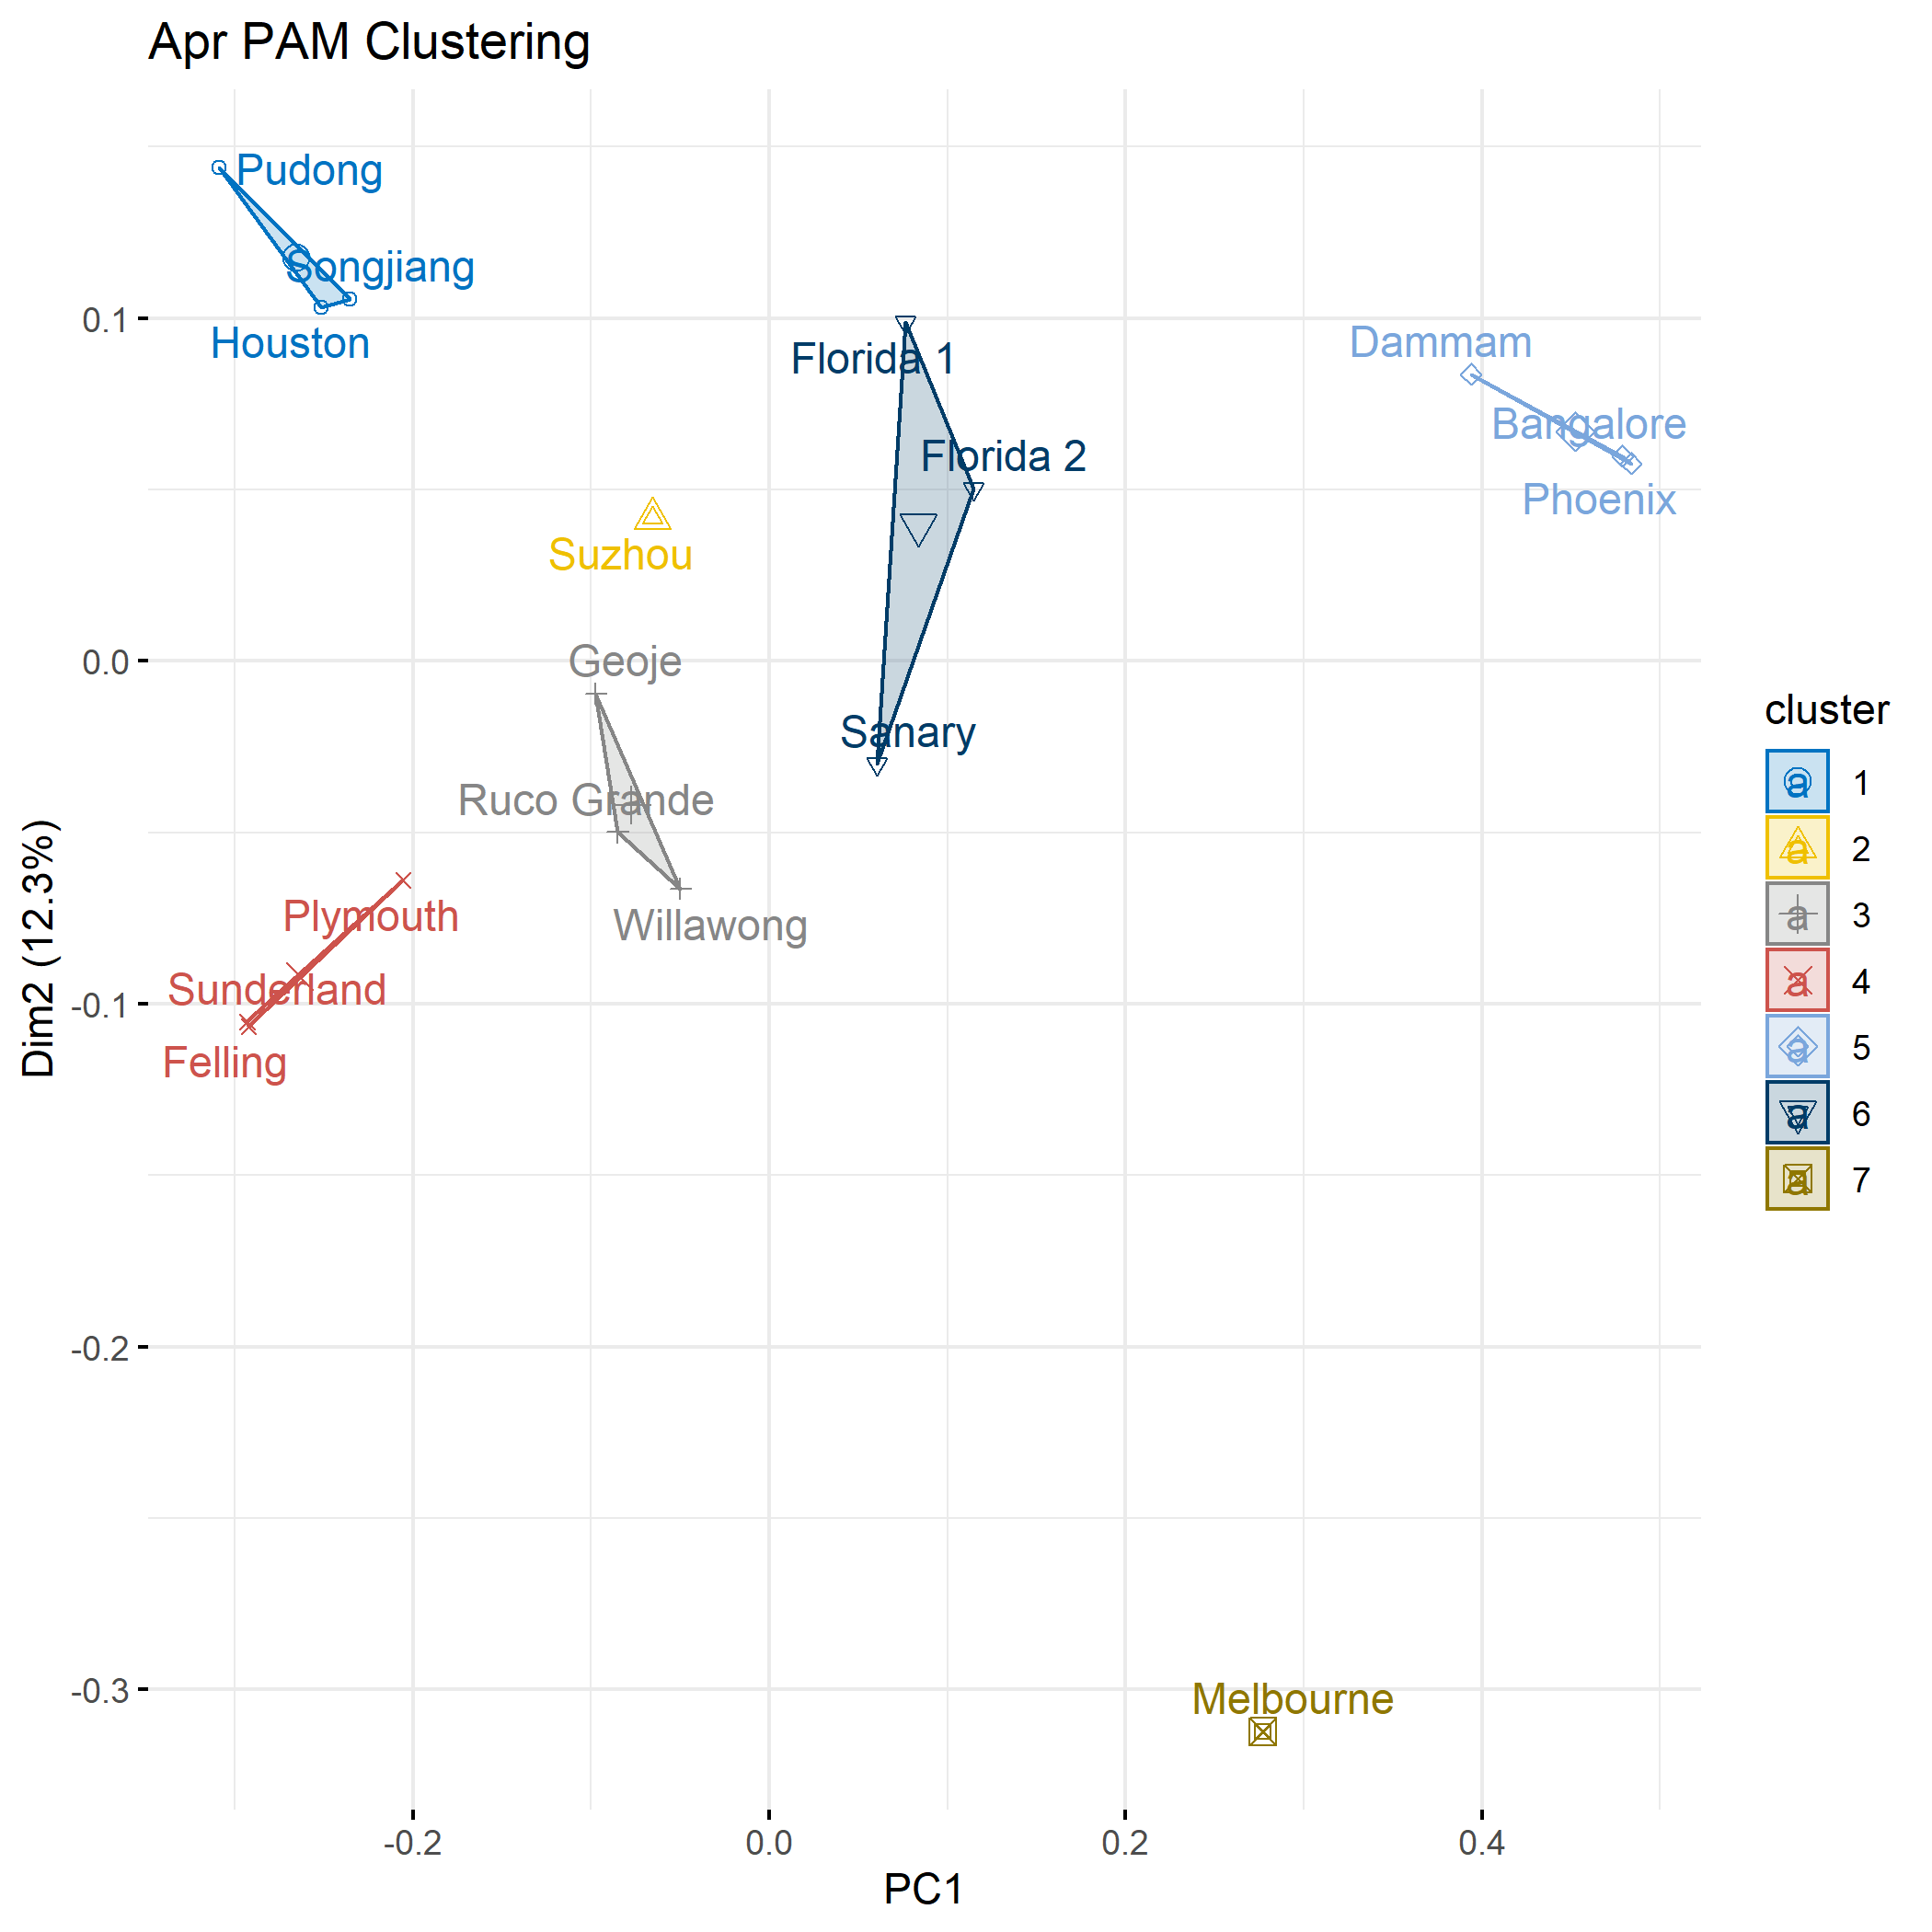 Apr PAM Clustering
Pudong
Songjiang
Houston
Florida 1
Dammam
Bangalore
Florida 2
Phoenix
Suzhou
Geoje
Sanary
Ruco Grande
Plymouth
Willawong
Sunderland
Felling
Melbourne
0.1
0.0
-0.1
-0.2
-0.3
Dim2 (12.3%)
-0.2
0.0
0.2
0.4
PC1
cluster
a 1
a 2
a 3
a 4
a 5
a 6
a 7